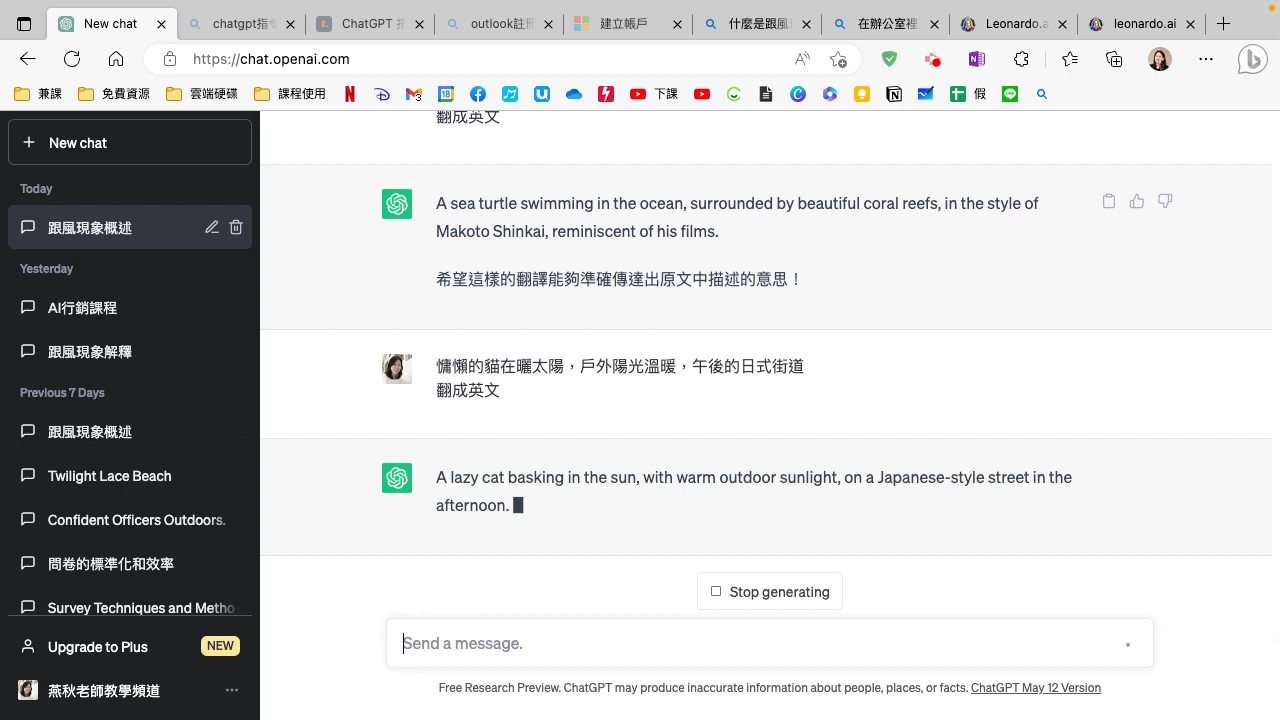 New chat
chatgpt指令
ChatGPT 指
outlook註冊
建立帳戶
什麼是跟風現
在辦公室裡
Leonardo.a
leonardo.ai
https://chat.openai.com
兼課
免費資源
雲端硬碟
課程使用
下課
假
New chat
Today
跟風現象概述
Yesterday
AI行銷課程
跟風現象解釋
Previous 7 Days
跟風現象概述
Twilight Lace Beach
Confident Officers Outdoors.
問卷的標準化和效率
Survey Techniques and Metho
Upgrade to Plus
NEW
燕秋老師教學頻道
翻成英文
A sea turtle swimming in the ocean, surrounded by beautiful coral reefs, in the style of
Makoto Shinkai, reminiscent of his films.
希望這樣的翻譯能夠準確傳達出原文中描述的意思！
慵懶的貓在曬太陽，戶外陽光溫暖，午後的日式街道
翻成英文
A lazy cat basking in the sun, with warm outdoor sunlight, on a Japanese-style street in the
afternoon.
Stop generating
Send a message.
Free Research Preview. ChatGPT may produce inaccurate information about people, places, or facts. ChatGPT May 12 Version